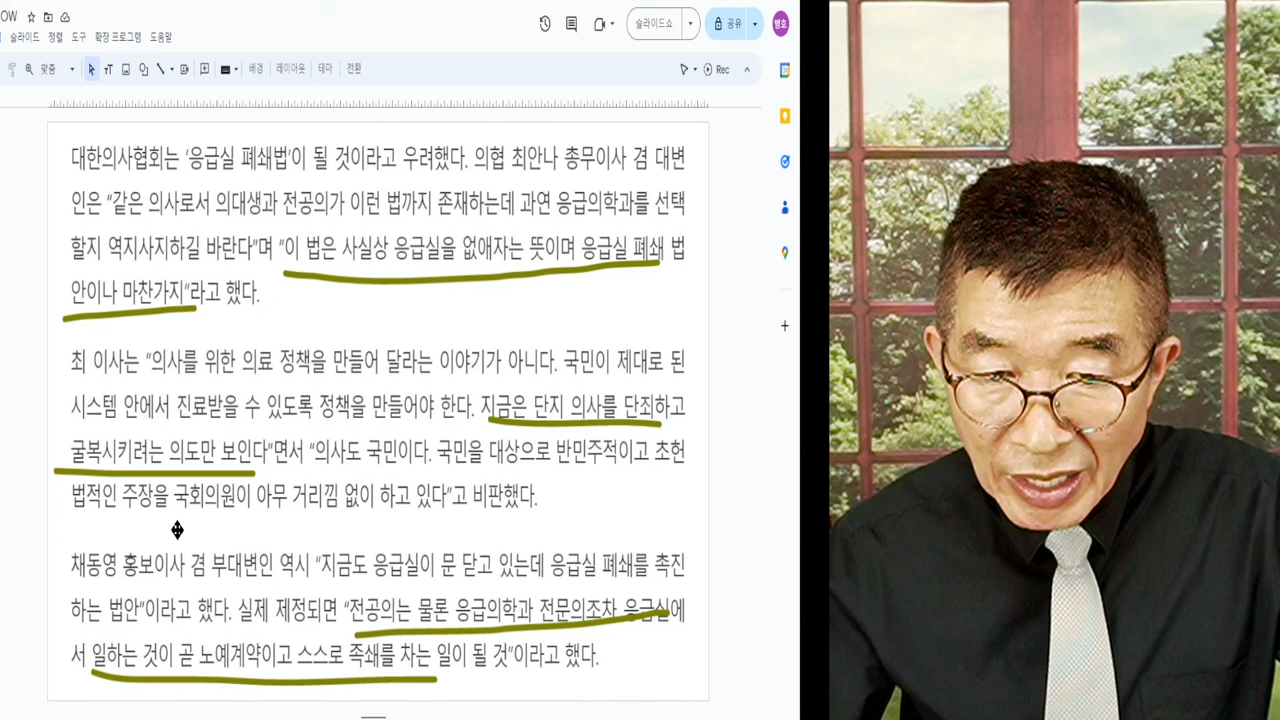 OW
슬라이드쇼
공유
병호
슬라이드 정렬 도구 확장 프로그램 도움말
맞춤 배경 레이아웃 테마 전환 Rec
대한의사협회는 ‘응급실 폐쇄법’이 될 것이라고 우려했다. 의협 최안나 총무이사 겸 대변
인은 “같은 의사로서 의대생과 전공의가 이런 법까지 존재하는데 과연 응급의학과를 선택
할지 역지사지하길 바란다”며 “이 법은 사실상 응급실을 없애자는 뜻이며 응급실 폐쇄 법
안이나 마찬가지”라고 했다.
최 이사는 “의사를 위한 의료 정책을 만들어 달라는 이야기가 아니다. 국민이 제대로 된
시스템 안에서 진료받을 수 있도록 정책을 만들어야 한다. 지금은 단지 의사를 단죄하고
굴복시키려는 의도만 보인다”면서 “의사도 국민이다. 국민을 대상으로 반민주적이고 초헌
법적인 주장을 국회의원이 아무 거리낌 없이 하고 있다”고 비판했다.
채동영 홍보이사 겸 부대변인 역시 “지금도 응급실이 문 닫고 있는데 응급실 폐쇄를 촉진
하는 법안”이라고 했다. 실제 제정되면 “전공의는 물론 응급의학과 전문의조차 응급실에
서 일하는 것이 곧 노예계약이고 스스로 족쇄를 차는 일이 될 것”이라고 했다.